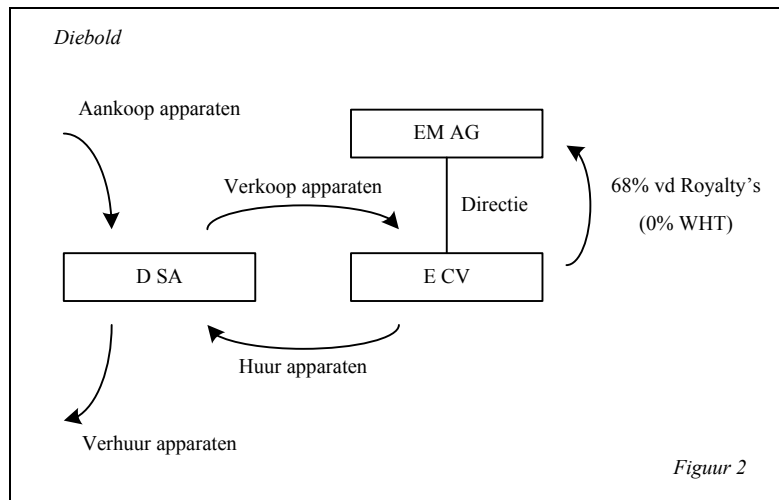 Diebold
Aankoop apparaten
EM AG
Verkoop apparaten
Directie
68% vd Royalty's
(0% WHT)
D SA
E CV
Huur apparaten
Verhuur apparaten
Figuur 2